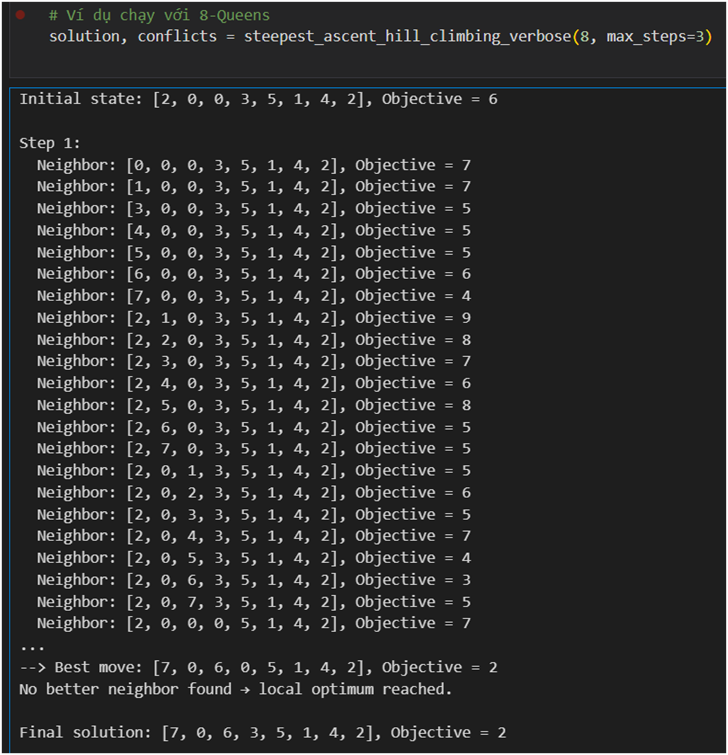 # Ví dụ chạy với 8-Queens
solution, conflicts = steepest_ascent_hill_climbing_verbose(8, max_steps=3)
Initial state: [2, 0, 0, 3, 5, 1, 4, 2], Objective = 6
Step 1:
Neighbor: [0, 0, 0, 3, 5, 1, 4, 2], Objective = 7
Neighbor: [1, 0, 0, 3, 5, 1, 4, 2], Objective = 7
Neighbor: [3, 0, 0, 3, 5, 1, 4, 2], Objective = 5
Neighbor: [4, 0, 0, 3, 5, 1, 4, 2], Objective = 5
Neighbor: [5, 0, 0, 3, 5, 1, 4, 2], Objective = 5
Neighbor: [6, 0, 0, 3, 5, 1, 4, 2], Objective = 6
Neighbor: [7, 0, 0, 3, 5, 1, 4, 2], Objective = 4
Neighbor: [2, 1, 0, 3, 5, 1, 4, 2], Objective = 9
Neighbor: [2, 2, 0, 3, 5, 1, 4, 2], Objective = 8
Neighbor: [2, 3, 0, 3, 5, 1, 4, 2], Objective = 7
Neighbor: [2, 4, 0, 3, 5, 1, 4, 2], Objective = 6
Neighbor: [2, 5, 0, 3, 5, 1, 4, 2], Objective = 8
Neighbor: [2, 6, 0, 3, 5, 1, 4, 2], Objective = 5
Neighbor: [2, 7, 0, 3, 5, 1, 4, 2], Objective = 5
Neighbor: [2, 0, 1, 3, 5, 1, 4, 2], Objective = 5
Neighbor: [2, 0, 2, 3, 5, 1, 4, 2], Objective = 6
Neighbor: [2, 0, 3, 3, 5, 1, 4, 2], Objective = 5
Neighbor: [2, 0, 4, 3, 5, 1, 4, 2], Objective = 7
Neighbor: [2, 0, 5, 3, 5, 1, 4, 2], Objective = 4
Neighbor: [2, 0, 6, 3, 5, 1, 4, 2], Objective = 3
Neighbor: [2, 0, 7, 3, 5, 1, 4, 2], Objective = 5
Neighbor: [2, 0, 0, 0, 5, 1, 4, 2], Objective = 7
...
--> Best move: [7, 0, 6, 0, 5, 1, 4, 2], Objective = 2
No better neighbor found → local optimum reached.
Final solution: [7, 0, 6, 3, 5, 1, 4, 2], Objective = 2